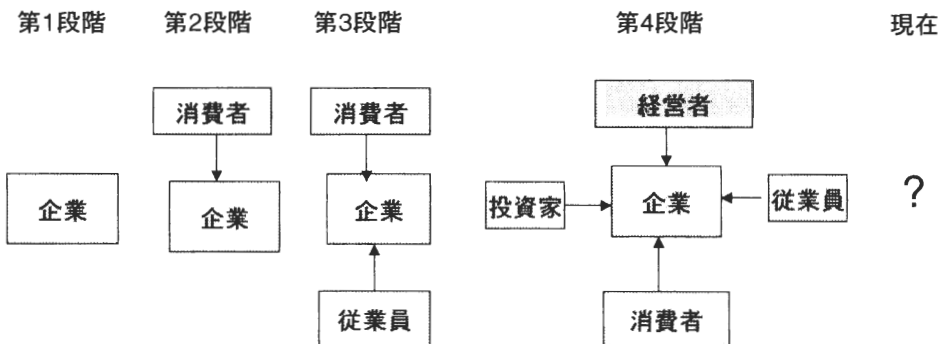 第1段階 第2段階 第3段階 第4段階 現在
消費者 消費者 経営者
企業 企業 企業 投資家 企業 従業員 ?
従業員 消費者